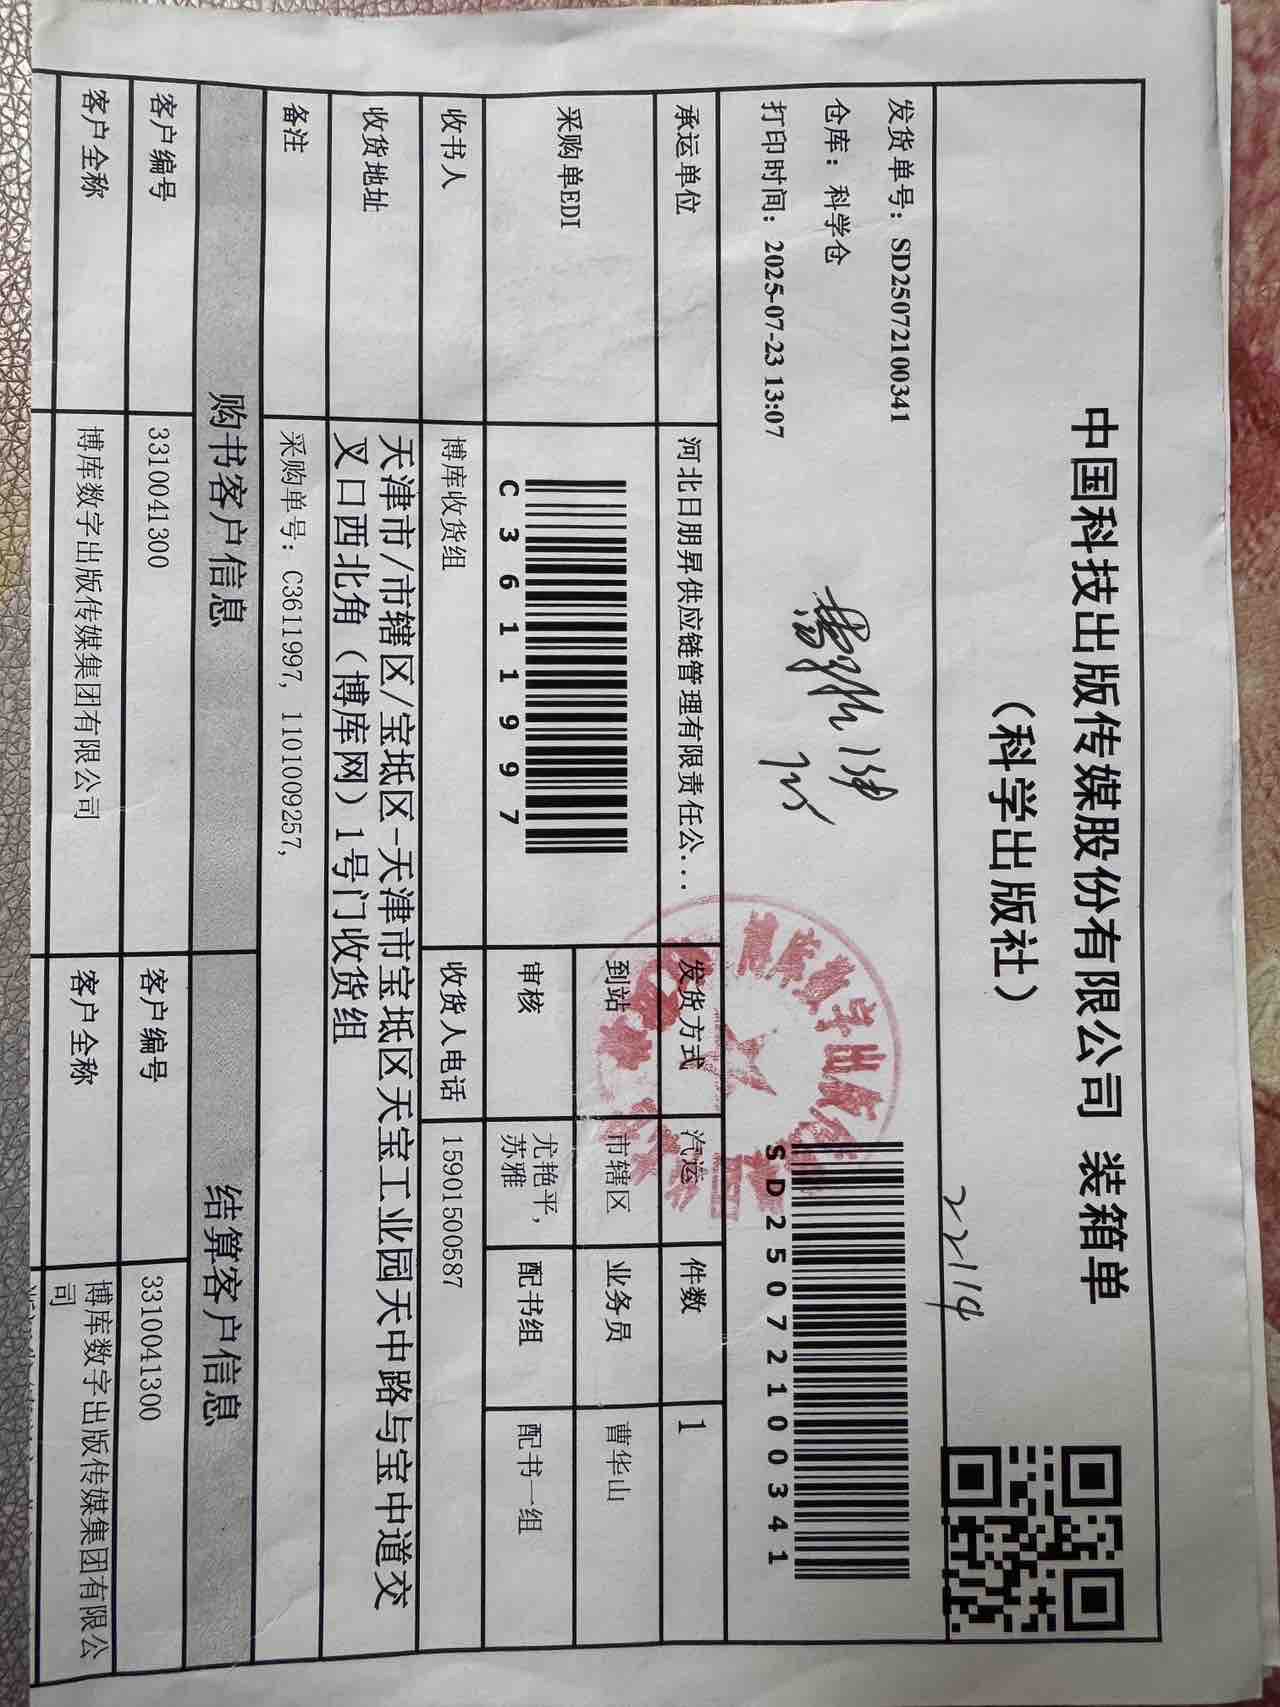 中国科技出版传媒股份有限公司 装箱单
（科学出版社）
发货单号：SD25072100341
仓库：科学仓
打印时间：2025-07-23 13:07
22119
SD25072100341
承运单位 河北日朋昇供应链管理有限责任公... 发货方式 汽运 件数 1
采购单EDI C3611997 到站 市辖区 业务员 曹华山
审核 尤艳平，苏雅 配书组 配书一组
收书人 博库收货组 收货人电话 15901500587
收货地址 天津市/市辖区/宝坻区-天津市宝坻区天宝工业园天中路与宝中道交
叉口西北角（博库网）1号门收货组
备注 采购单号：C3611997，1101009257，
购书客户信息 结算客户信息
客户编号 3310041300 客户编号 3310041300
客户全称 博库数字出版传媒集团有限公司 客户全称 博库数字出版传媒集团有限公
司